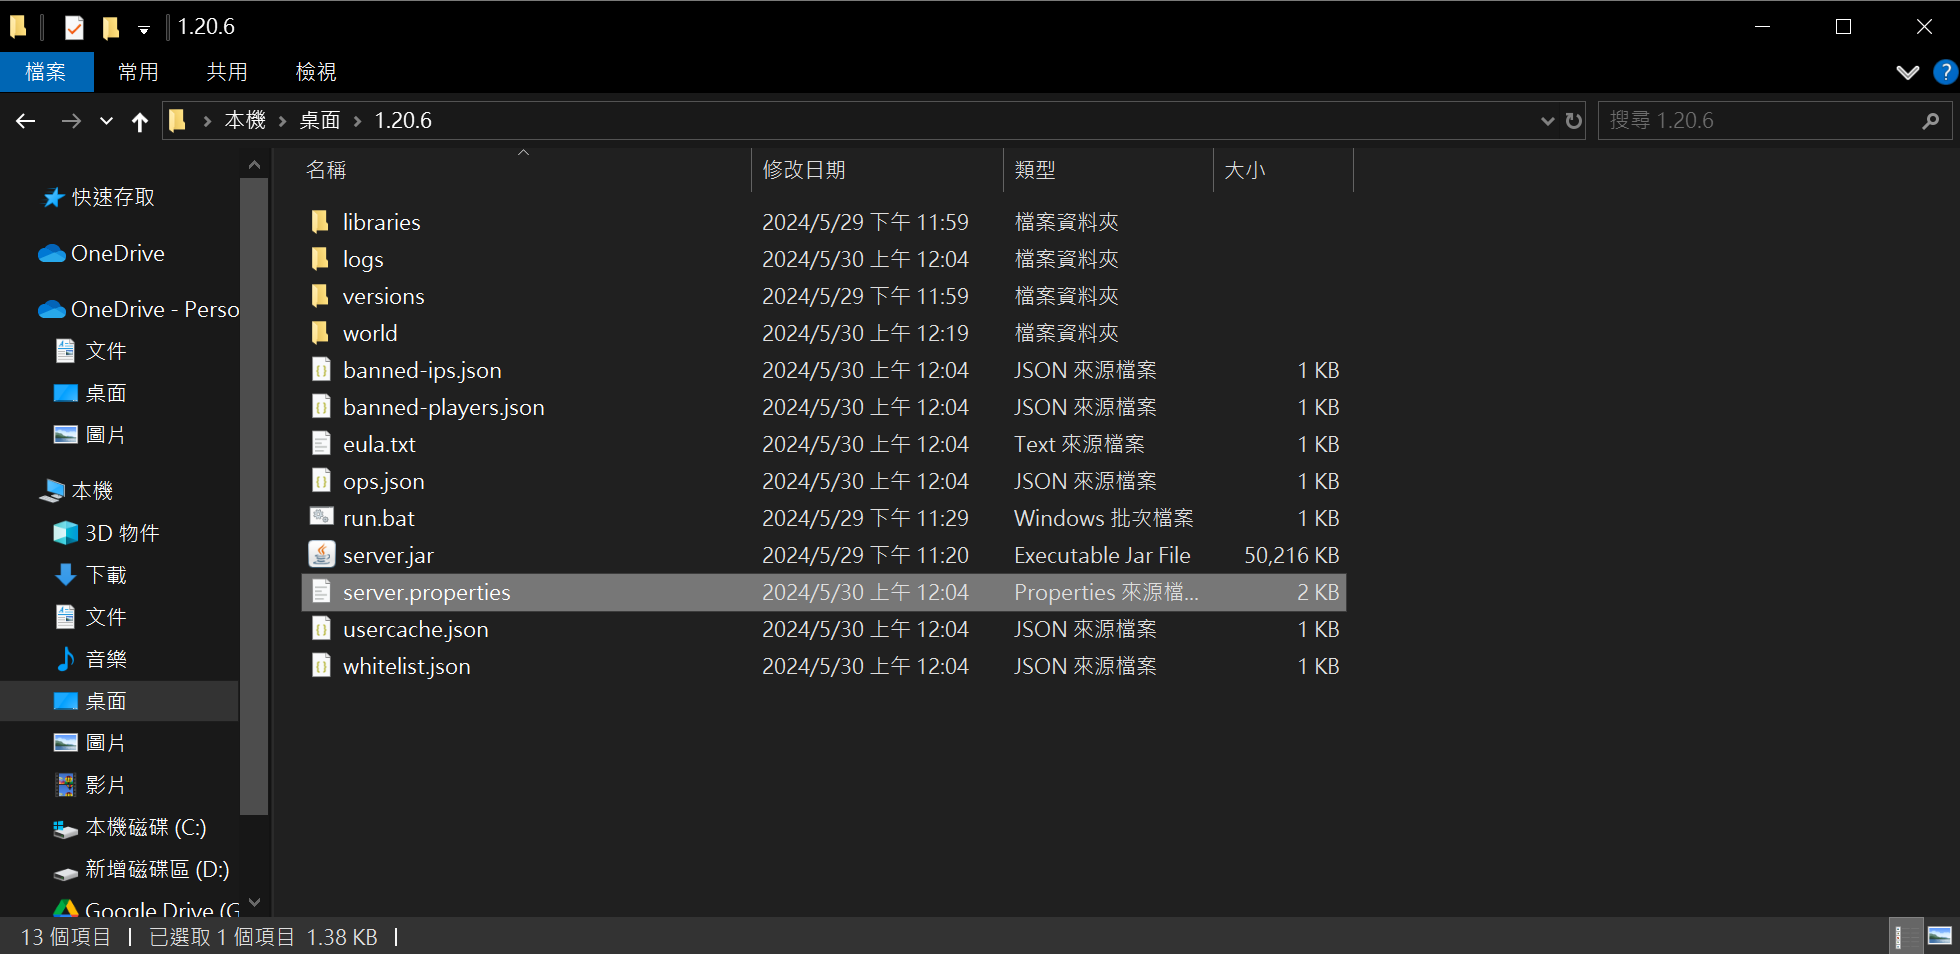 1.20.6
檔案 常用 共用 檢視
本機 桌面 1.20.6 搜尋 1.20.6
快速存取
OneDrive
OneDrive - Perso
文件
桌面
圖片
本機
3D 物件
下載
文件
音樂
桌面
圖片
影片
本機磁碟 (C:)
新增磁碟區 (D:)
Google Drive (G
名稱 修改日期 類型 大小
libraries 2024/5/29 下午 11:59 檔案資料夾
logs 2024/5/30 上午 12:04 檔案資料夾
versions 2024/5/29 下午 11:59 檔案資料夾
world 2024/5/30 上午 12:19 檔案資料夾
banned-ips.json 2024/5/30 上午 12:04 JSON 來源檔案 1 KB
banned-players.json 2024/5/30 上午 12:04 JSON 來源檔案 1 KB
eula.txt 2024/5/30 上午 12:04 Text 來源檔案 1 KB
ops.json 2024/5/30 上午 12:04 JSON 來源檔案 1 KB
run.bat 2024/5/29 下午 11:29 Windows 批次檔案 1 KB
server.jar 2024/5/29 下午 11:20 Executable Jar File 50,216 KB
server.properties 2024/5/30 上午 12:04 Properties 來源檔... 2 KB
usercache.json 2024/5/30 上午 12:04 JSON 來源檔案 1 KB
whitelist.json 2024/5/30 上午 12:04 JSON 來源檔案 1 KB
13 個項目 已選取 1 個項目 1.38 KB